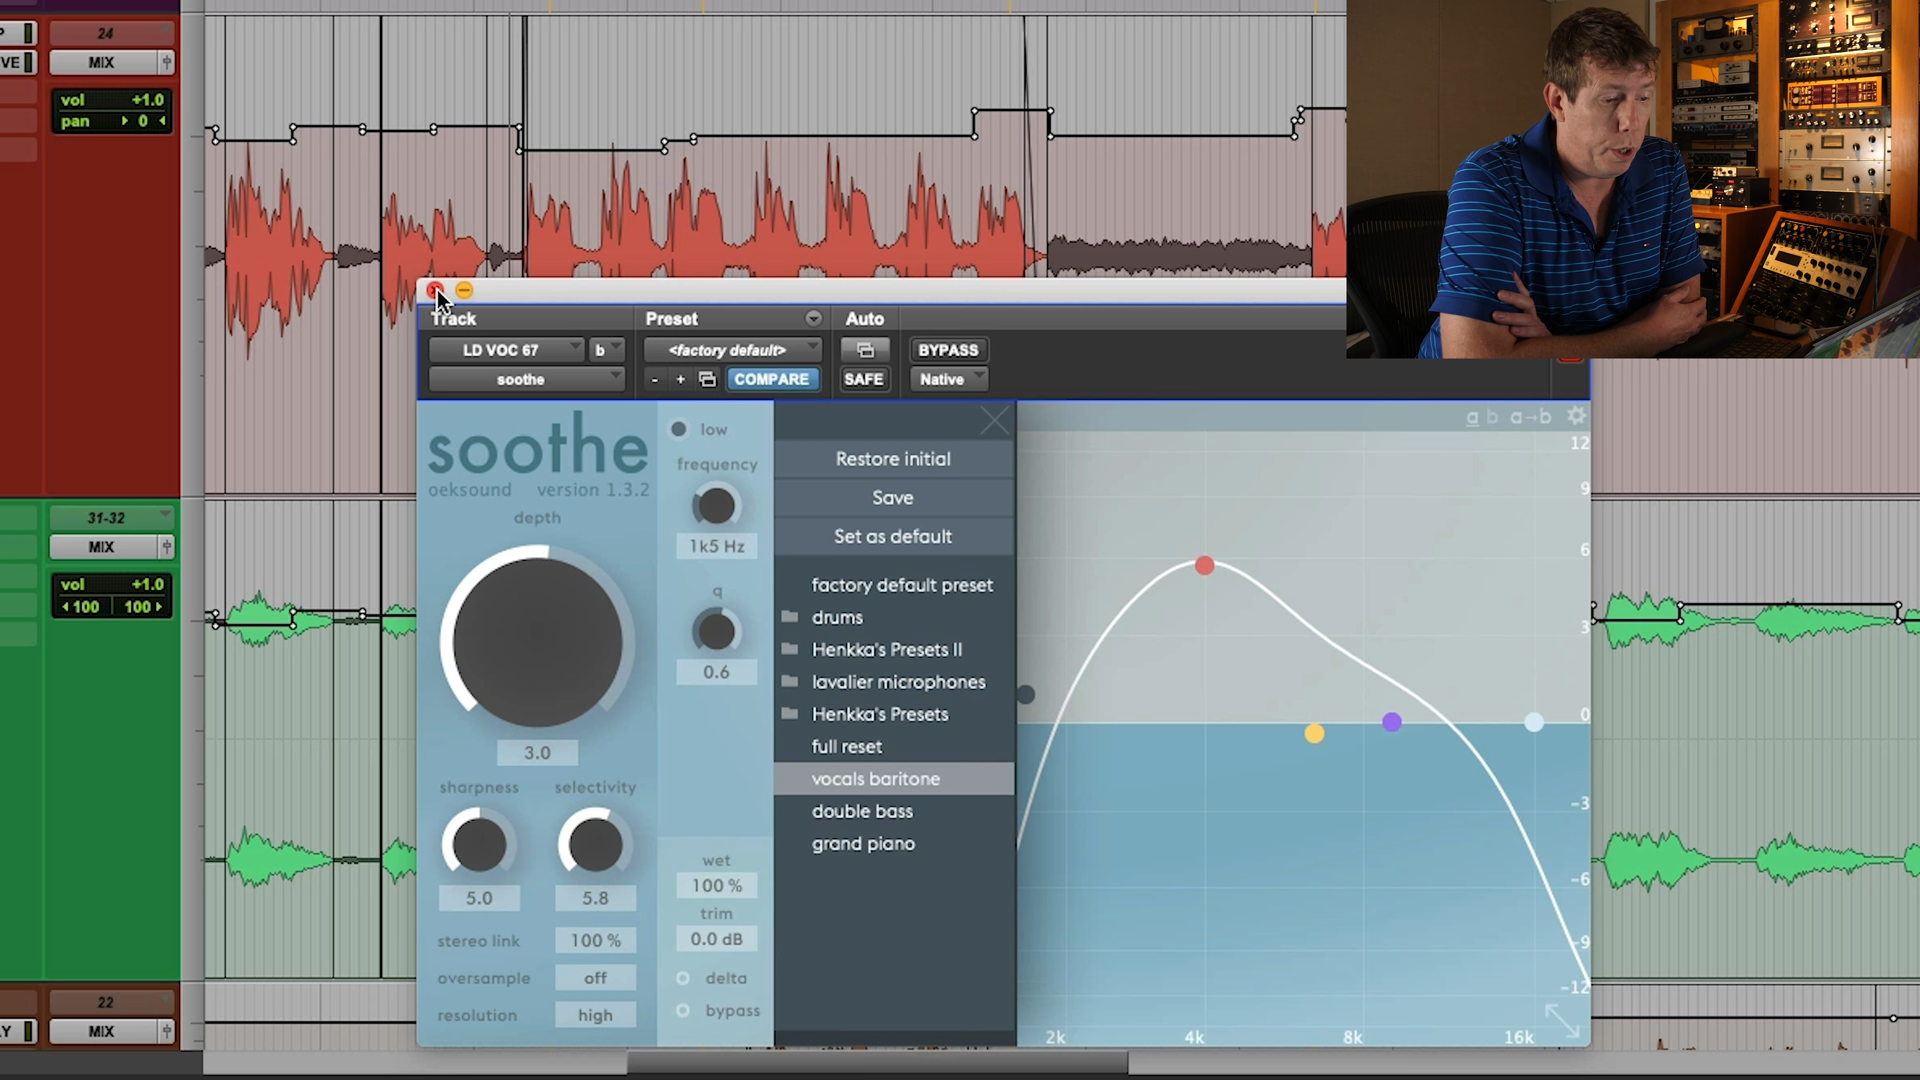 P
24
VE
MIX
vol +1.0
pan 0
31-32
MIX
vol +1.0
100 100
22
Y
MIX
Track
Preset
Auto
LD VOC 67
b
<factory default>
BYPASS
soothe
- +
COMPARE
SAFE
Native
soothe
oeksound version 1.3.2
depth
3.0
sharpness
selectivity
5.0
5.8
stereo link 100 %
oversample off
resolution high
low
frequency
1k5 Hz
q
0.6
wet
100 %
trim
0.0 dB
delta
bypass
Restore initial
Save
Set as default
factory default preset
drums
Henkka's Presets II
lavalier microphones
Henkka's Presets
full reset
vocals baritone
double bass
grand piano
a b a→b
12
9
6
3
0
-3
-6
-9
-12
2k 4k 8k 16k